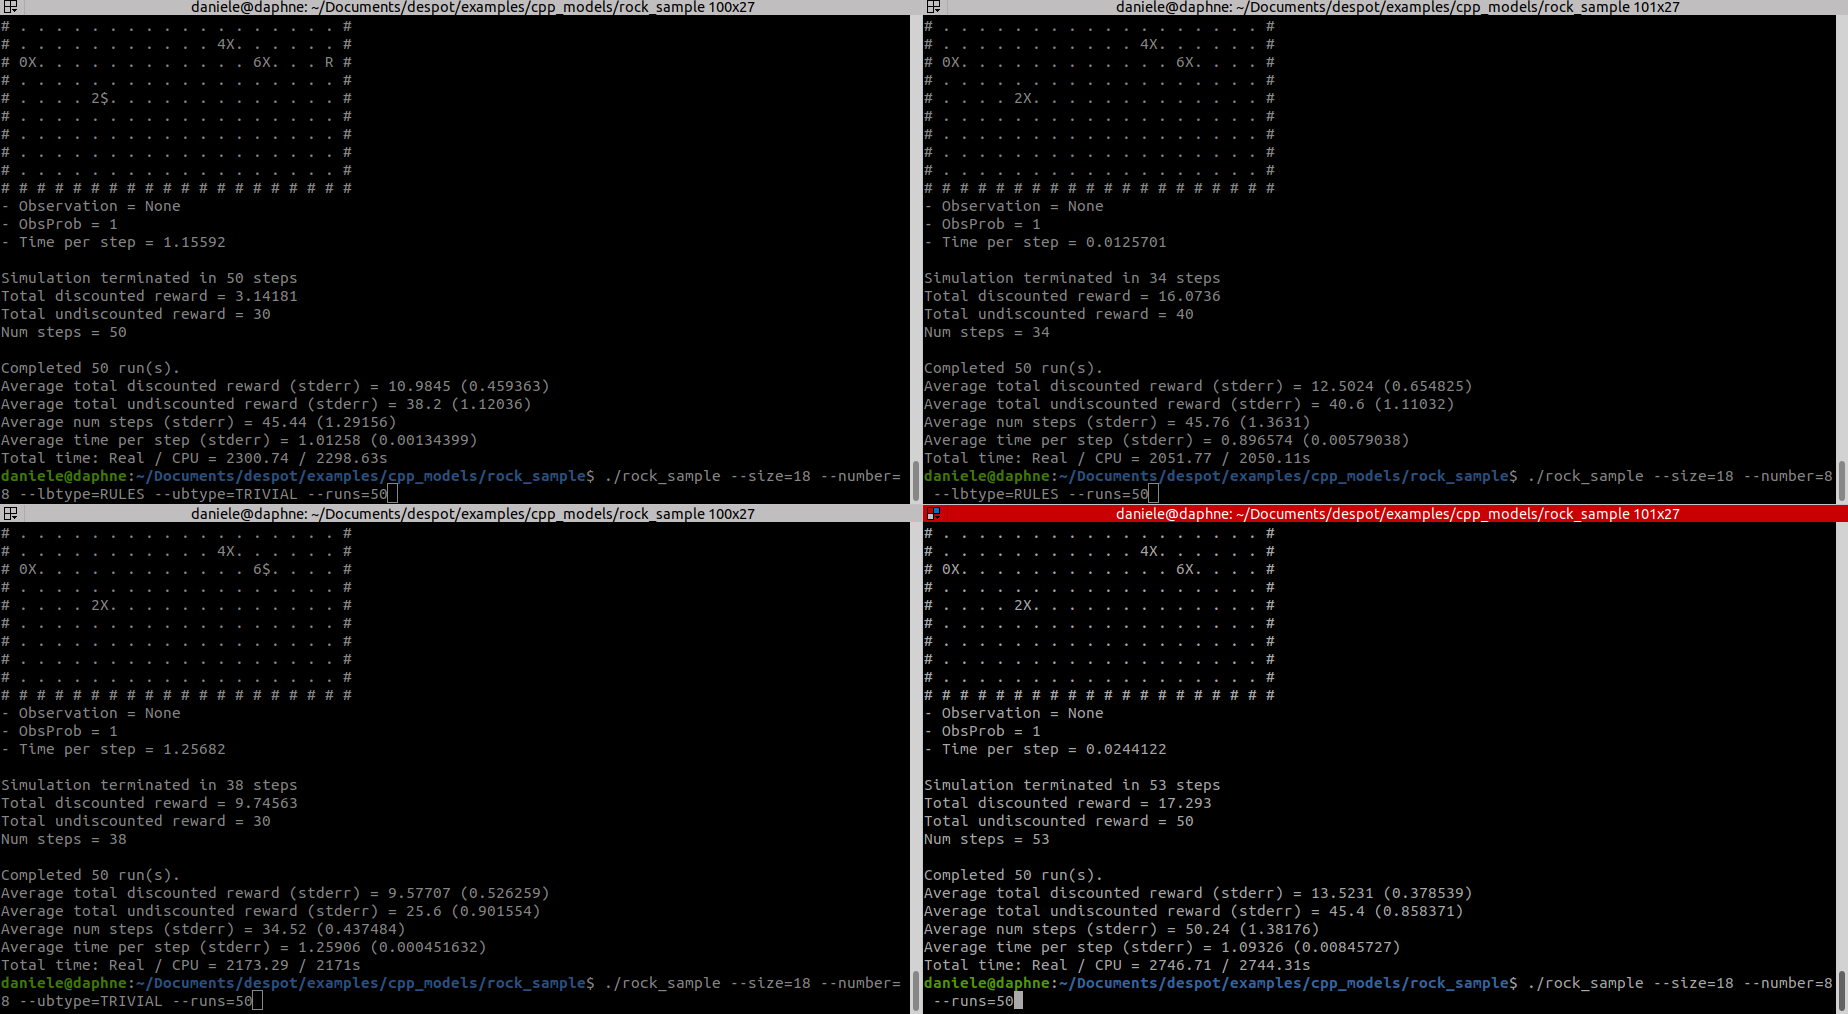 daniele@daphne: ~/Documents/despot/examples/cpp_models/rock_sample 100x27
# . . . . . . . . . . . . . . . . . . #
# . . . . . . . . . . . 4X. . . . . . #
# 0X. . . . . . . . . . . . 6X. . . R #
# . . . . . . . . . . . . . . . . . . #
# . . . . 2$. . . . . . . . . . . . . #
# . . . . . . . . . . . . . . . . . . #
# . . . . . . . . . . . . . . . . . . #
# . . . . . . . . . . . . . . . . . . #
# . . . . . . . . . . . . . . . . . . #
# # # # # # # # # # # # # # # # # # # #
- Observation = None
- ObsProb = 1
- Time per step = 1.15592
Simulation terminated in 50 steps
Total discounted reward = 3.14181
Total undiscounted reward = 30
Num steps = 50
Completed 50 run(s).
Average total discounted reward (stderr) = 10.9845 (0.459363)
Average total undiscounted reward (stderr) = 38.2 (1.12036)
Average num steps (stderr) = 45.44 (1.29156)
Average time per step (stderr) = 1.01258 (0.00134399)
Total time: Real / CPU = 2300.74 / 2298.63s
daniele@daphne:~/Documents/despot/examples/cpp_models/rock_sample$ ./rock_sample --size=18 --number=
8 --lbtype=RULES --ubtype=TRIVIAL --runs=50
daniele@daphne: ~/Documents/despot/examples/cpp_models/rock_sample 101x27
# . . . . . . . . . . . . . . . . . . #
# . . . . . . . . . . . 4X. . . . . . #
# 0X. . . . . . . . . . . . 6X. . . . #
# . . . . . . . . . . . . . . . . . . #
# . . . . 2X. . . . . . . . . . . . . #
# . . . . . . . . . . . . . . . . . . #
# . . . . . . . . . . . . . . . . . . #
# . . . . . . . . . . . . . . . . . . #
# . . . . . . . . . . . . . . . . . . #
# # # # # # # # # # # # # # # # # # # #
- Observation = None
- ObsProb = 1
- Time per step = 0.0125701
Simulation terminated in 34 steps
Total discounted reward = 16.0736
Total undiscounted reward = 40
Num steps = 34
Completed 50 run(s).
Average total discounted reward (stderr) = 12.5024 (0.654825)
Average total undiscounted reward (stderr) = 40.6 (1.11032)
Average num steps (stderr) = 45.76 (1.3631)
Average time per step (stderr) = 0.896574 (0.00579038)
Total time: Real / CPU = 2051.77 / 2050.11s
daniele@daphne:~/Documents/despot/examples/cpp_models/rock_sample$ ./rock_sample --size=18 --number=8
--lbtype=RULES --runs=50
daniele@daphne: ~/Documents/despot/examples/cpp_models/rock_sample 100x27
# . . . . . . . . . . . . . . . . . . #
# . . . . . . . . . . . 4X. . . . . . #
# 0X. . . . . . . . . . . . 6$. . . . #
# . . . . . . . . . . . . . . . . . . #
# . . . . 2X. . . . . . . . . . . . . #
# . . . . . . . . . . . . . . . . . . #
# . . . . . . . . . . . . . . . . . . #
# . . . . . . . . . . . . . . . . . . #
# . . . . . . . . . . . . . . . . . . #
# # # # # # # # # # # # # # # # # # # #
- Observation = None
- ObsProb = 1
- Time per step = 1.25682
Simulation terminated in 38 steps
Total discounted reward = 9.74563
Total undiscounted reward = 30
Num steps = 38
Completed 50 run(s).
Average total discounted reward (stderr) = 9.57707 (0.526259)
Average total undiscounted reward (stderr) = 25.6 (0.901554)
Average num steps (stderr) = 34.52 (0.437484)
Average time per step (stderr) = 1.25906 (0.000451632)
Total time: Real / CPU = 2173.29 / 2171s
daniele@daphne:~/Documents/despot/examples/cpp_models/rock_sample$ ./rock_sample --size=18 --number=
8 --ubtype=TRIVIAL --runs=50
daniele@daphne: ~/Documents/despot/examples/cpp_models/rock_sample 101x27
# . . . . . . . . . . . . . . . . . . #
# . . . . . . . . . . . 4X. . . . . . #
# 0X. . . . . . . . . . . . 6X. . . . #
# . . . . . . . . . . . . . . . . . . #
# . . . . 2X. . . . . . . . . . . . . #
# . . . . . . . . . . . . . . . . . . #
# . . . . . . . . . . . . . . . . . . #
# . . . . . . . . . . . . . . . . . . #
# . . . . . . . . . . . . . . . . . . #
# # # # # # # # # # # # # # # # # # # #
- Observation = None
- ObsProb = 1
- Time per step = 0.0244122
Simulation terminated in 53 steps
Total discounted reward = 17.293
Total undiscounted reward = 50
Num steps = 53
Completed 50 run(s).
Average total discounted reward (stderr) = 13.5231 (0.378539)
Average total undiscounted reward (stderr) = 45.4 (0.858371)
Average num steps (stderr) = 50.24 (1.38176)
Average time per step (stderr) = 1.09326 (0.00845727)
Total time: Real / CPU = 2746.71 / 2744.31s
daniele@daphne:~/Documents/despot/examples/cpp_models/rock_sample$ ./rock_sample --size=18 --number=8
--runs=50